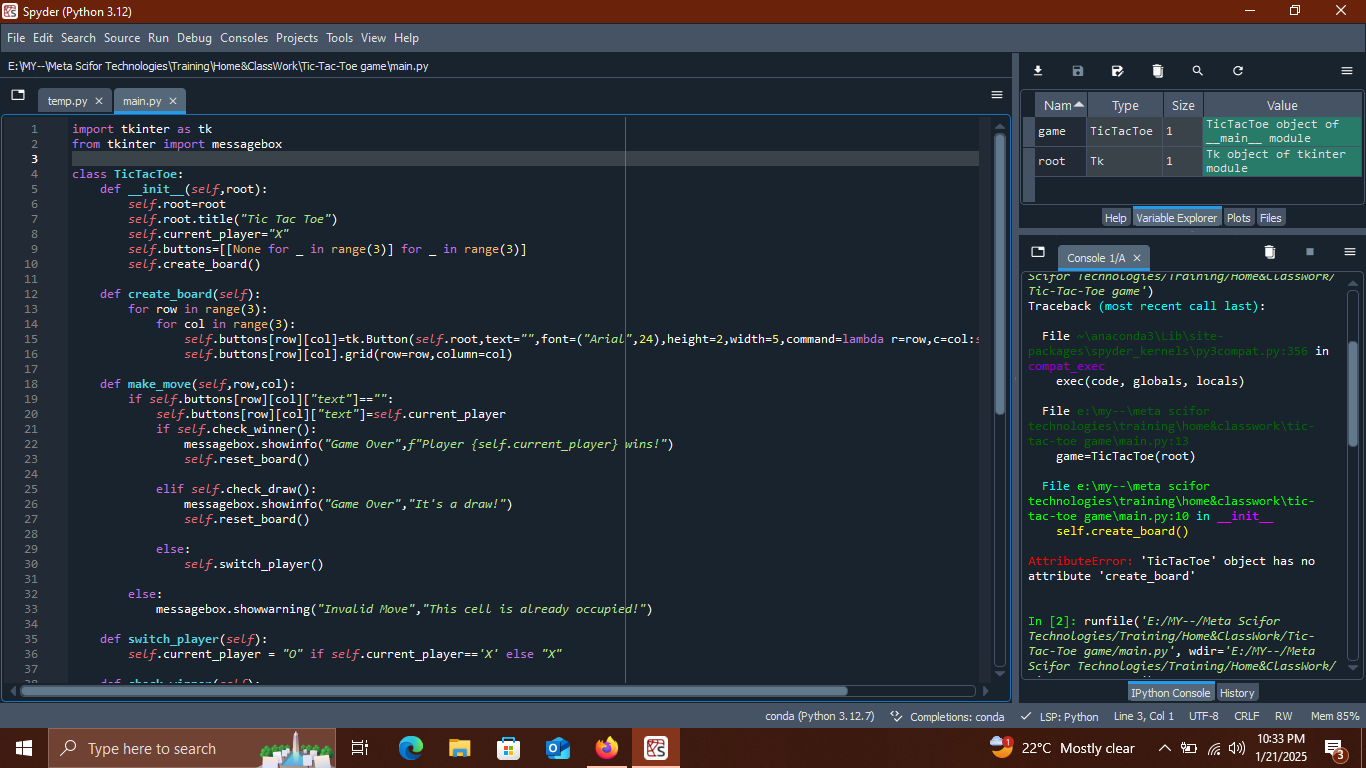 Spyder (Python 3.12)
File Edit Search Source Run Debug Consoles Projects Tools View Help
E:\MY--\Meta Scifor Technologies\Training\Home&ClassWork\Tic-Tac-Toe game\main.py
temp.py main.py
1 import tkinter as tk
2 from tkinter import messagebox
3
4 class TicTacToe:
5 def __init__(self,root):
6 self.root=root
7 self.root.title("Tic Tac Toe")
8 self.current_player="X"
9 self.buttons=[[None for _ in range(3)] for _ in range(3)]
10 self.create_board()
11
12 def create_board(self):
13 for row in range(3):
14 for col in range(3):
15 self.buttons[row][col]=tk.Button(self.root,text="",font=("Arial",24),height=2,width=5,command=lambda r=row,c=col:
16 self.buttons[row][col].grid(row=row,column=col)
17
18 def make_move(self,row,col):
19 if self.buttons[row][col]["text"]=="":
20 self.buttons[row][col]["text"]=self.current_player
21 if self.check_winner():
22 messagebox.showinfo("Game Over",f"Player {self.current_player} wins!")
23 self.reset_board()
24
25 elif self.check_draw():
26 messagebox.showinfo("Game Over","It's a draw!")
27 self.reset_board()
28
29 else:
30 self.switch_player()
31
32 else:
33 messagebox.showwarning("Invalid Move","This cell is already occupied!")
34
35 def switch_player(self):
36 self.current_player = "O" if self.current_player=='X' else "X"
37
Nam Type Size Value
game TicTacToe 1 TicTacToe object of
__main__ module
root Tk 1 Tk object of tkinter
module
Help Variable Explorer Plots Files
Console 1/A
Scifor Technologies/Training/Home&ClassWork/
Tic-Tac-Toe game')
Traceback (most recent call last):
File ~\anaconda3\Lib\site-
packages\spyder_kernels\py3compat.py:356 in
compat_exec
exec(code, globals, locals)
File e:\my--\meta scifor
technologies\training\home&classwork\tic-
tac-toe game\main.py:13
game=TicTacToe(root)
File e:\my--\meta scifor
technologies\training\home&classwork\tic-
tac-toe game\main.py:10 in __init__
self.create_board()
AttributeError: 'TicTacToe' object has no
attribute 'create_board'
In [2]: runfile('E:/MY--/Meta Scifor
Technologies/Training/Home&ClassWork/Tic-
Tac-Toe game/main.py', wdir='E:/MY--/Meta
Scifor Technologies/Training/Home&ClassWork/
IPython Console History
conda (Python 3.12.7) Completions: conda LSP: Python Line 3, Col 1 UTF-8 CRLF RW Mem 85%
Type here to search
1 22°C Mostly clear
10:33 PM
1/21/2025
3